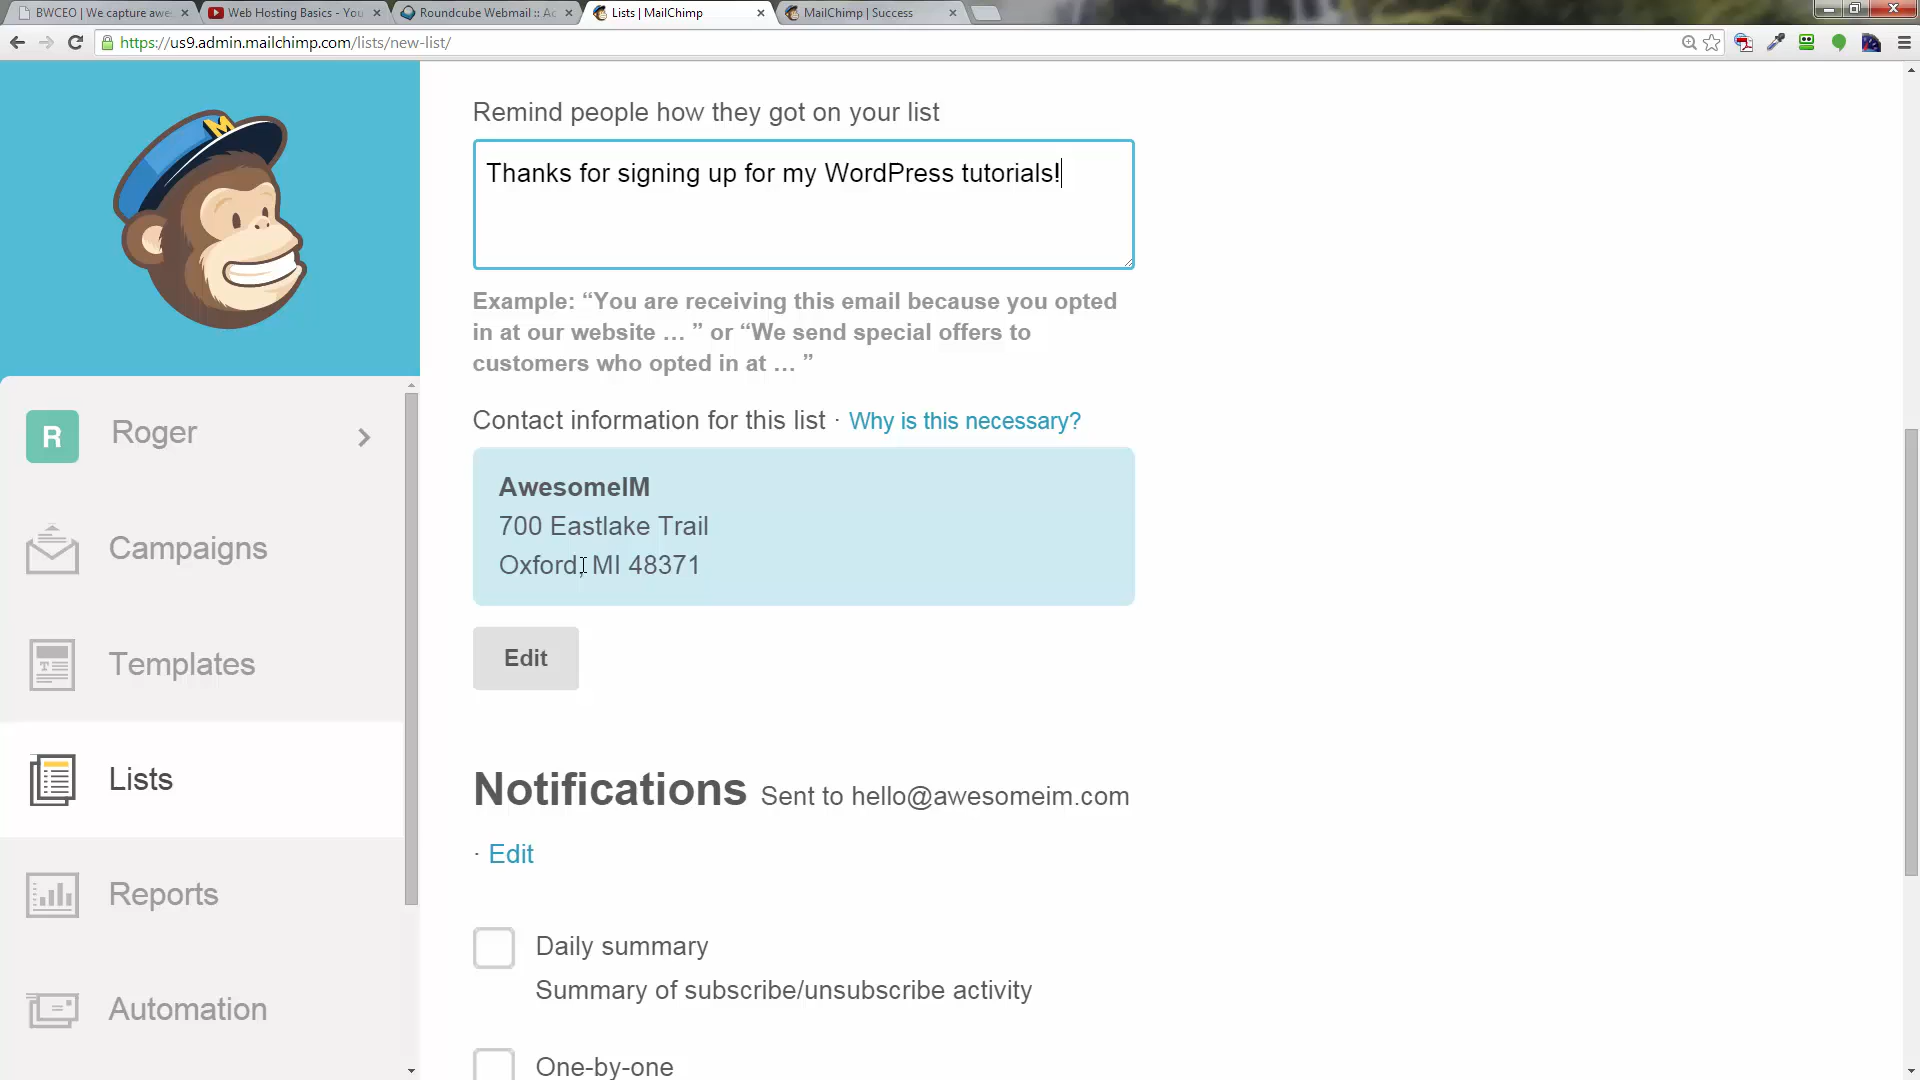 BWCEO | We capture awe
Web Hosting Basics - You
Roundcube Webmail :: Ac
Lists | MailChimp
MailChimp | Success
https://us9.admin.mailchimp.com/lists/new-list/
M
R
Roger
Campaigns
Templates
Lists
Reports
Automation
Remind people how they got on your list
Thanks for signing up for my WordPress tutorials!
Example: “You are receiving this email because you opted
in at our website … ” or “We send special offers to
customers who opted in at … ”
Contact information for this list · Why is this necessary?
AwesomeIM
700 Eastlake Trail
Oxford, MI 48371
Edit
Notifications Sent to hello@awesomeim.com
· Edit
Daily summary
Summary of subscribe/unsubscribe activity
One-by-one